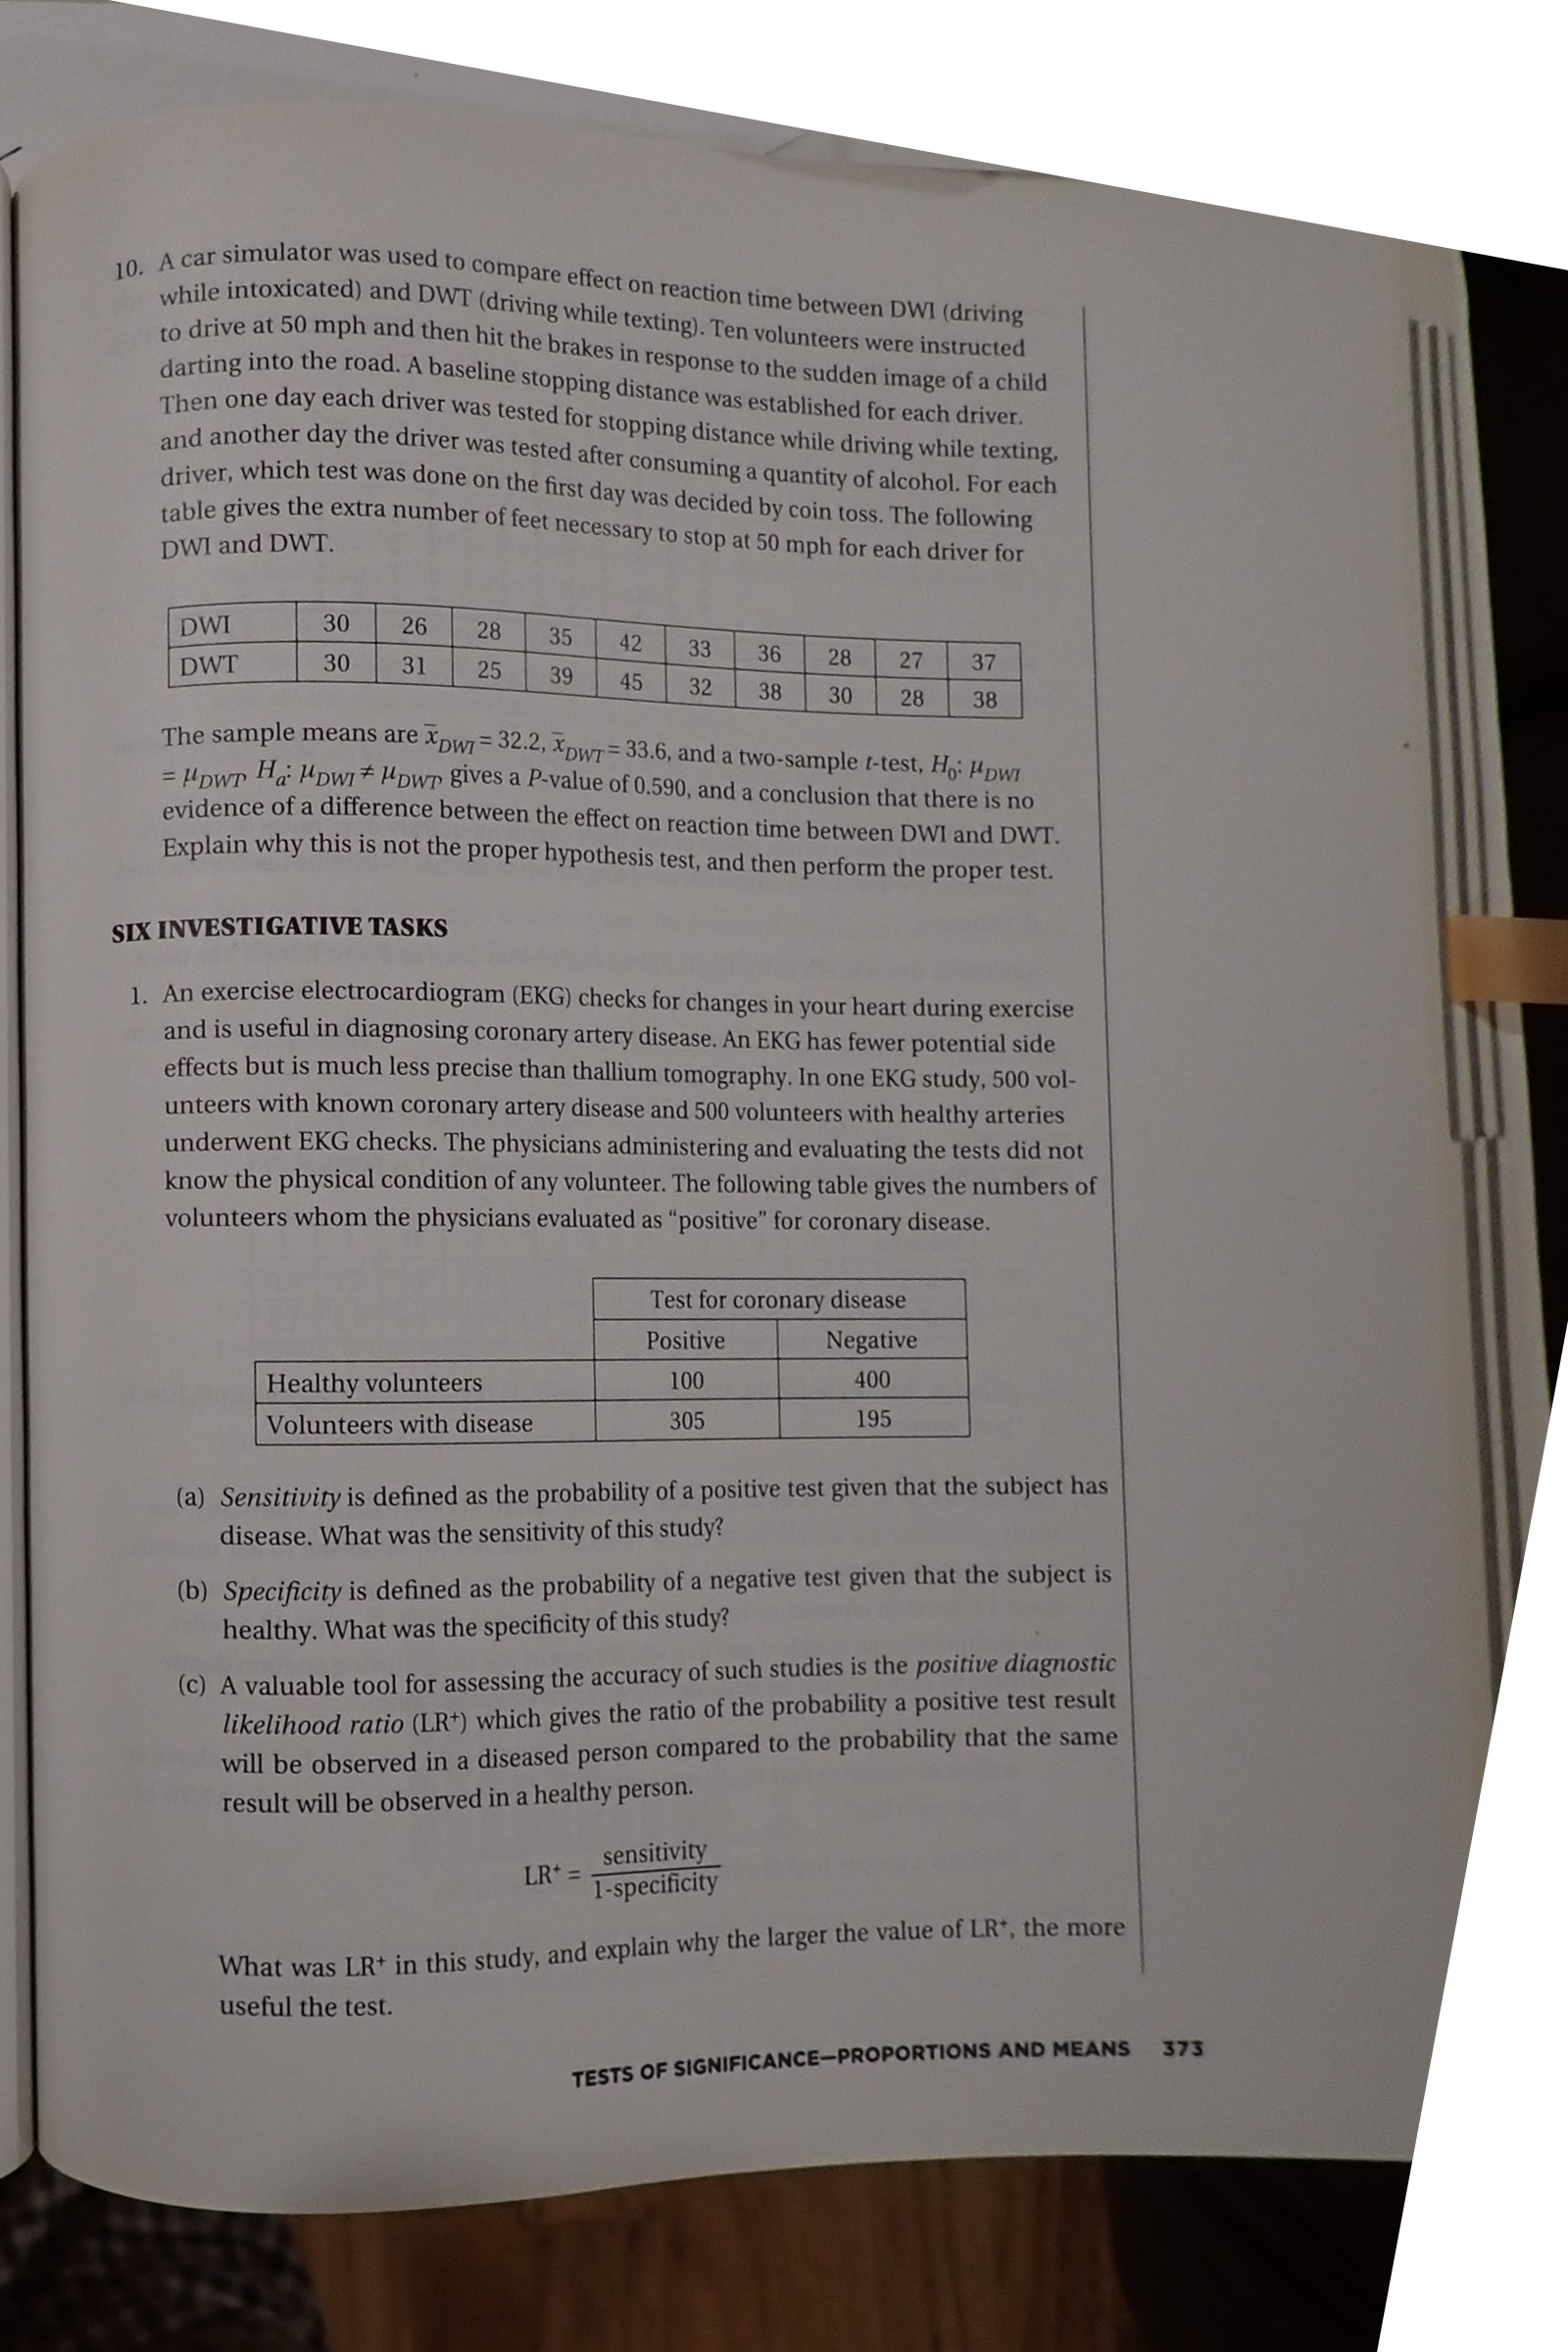 10. A car simulator was used to compare effect on reaction time between DWI (driving
while intoxicated) and DWT (driving while texting). Ten volunteers were instructed
to drive at 50 mph and then hit the brakes in response to the sudden image of a child
darting into the road. A baseline stopping distance was established for each driver.
Then one day each driver was tested for stopping distance while driving while texting,
and another day the driver was tested after consuming a quantity of alcohol. For each
driver, which test was done on the first day was decided by coin toss. The following
table gives the extra number of feet necessary to stop at 50 mph for each driver for
DWI and DWT.
DWI 30 26 28 35 42 33 36 28 27 37
DWT 30 31 25 39 45 32 38 30 28 38
The sample means are x̄DWI = 32.2, x̄DWT = 33.6, and a two-sample t-test, H0: μDWI
= μDWT Ha: μDWI ≠ μDWT gives a P-value of 0.590, and a conclusion that there is no
evidence of a difference between the effect on reaction time between DWI and DWT.
Explain why this is not the proper hypothesis test, and then perform the proper test.
SIX INVESTIGATIVE TASKS
1. An exercise electrocardiogram (EKG) checks for changes in your heart during exercise
and is useful in diagnosing coronary artery disease. An EKG has fewer potential side
effects but is much less precise than thallium tomography. In one EKG study, 500 vol-
unteers with known coronary artery disease and 500 volunteers with healthy arteries
underwent EKG checks. The physicians administering and evaluating the tests did not
know the physical condition of any volunteer. The following table gives the numbers of
volunteers whom the physicians evaluated as “positive” for coronary disease.
Test for coronary disease
Positive Negative
Healthy volunteers 100 400
Volunteers with disease 305 195
(a) Sensitivity is defined as the probability of a positive test given that the subject has
disease. What was the sensitivity of this study?
(b) Specificity is defined as the probability of a negative test given that the subject is
healthy. What was the specificity of this study?
(c) A valuable tool for assessing the accuracy of such studies is the positive diagnostic
likelihood ratio (LR⁺) which gives the ratio of the probability a positive test result
will be observed in a diseased person compared to the probability that the same
result will be observed in a healthy person.
LR⁺ = sensitivity
1-specificity
What was LR⁺ in this study, and explain why the larger the value of LR⁺, the more
useful the test.
TESTS OF SIGNIFICANCE—PROPORTIONS AND MEANS 373